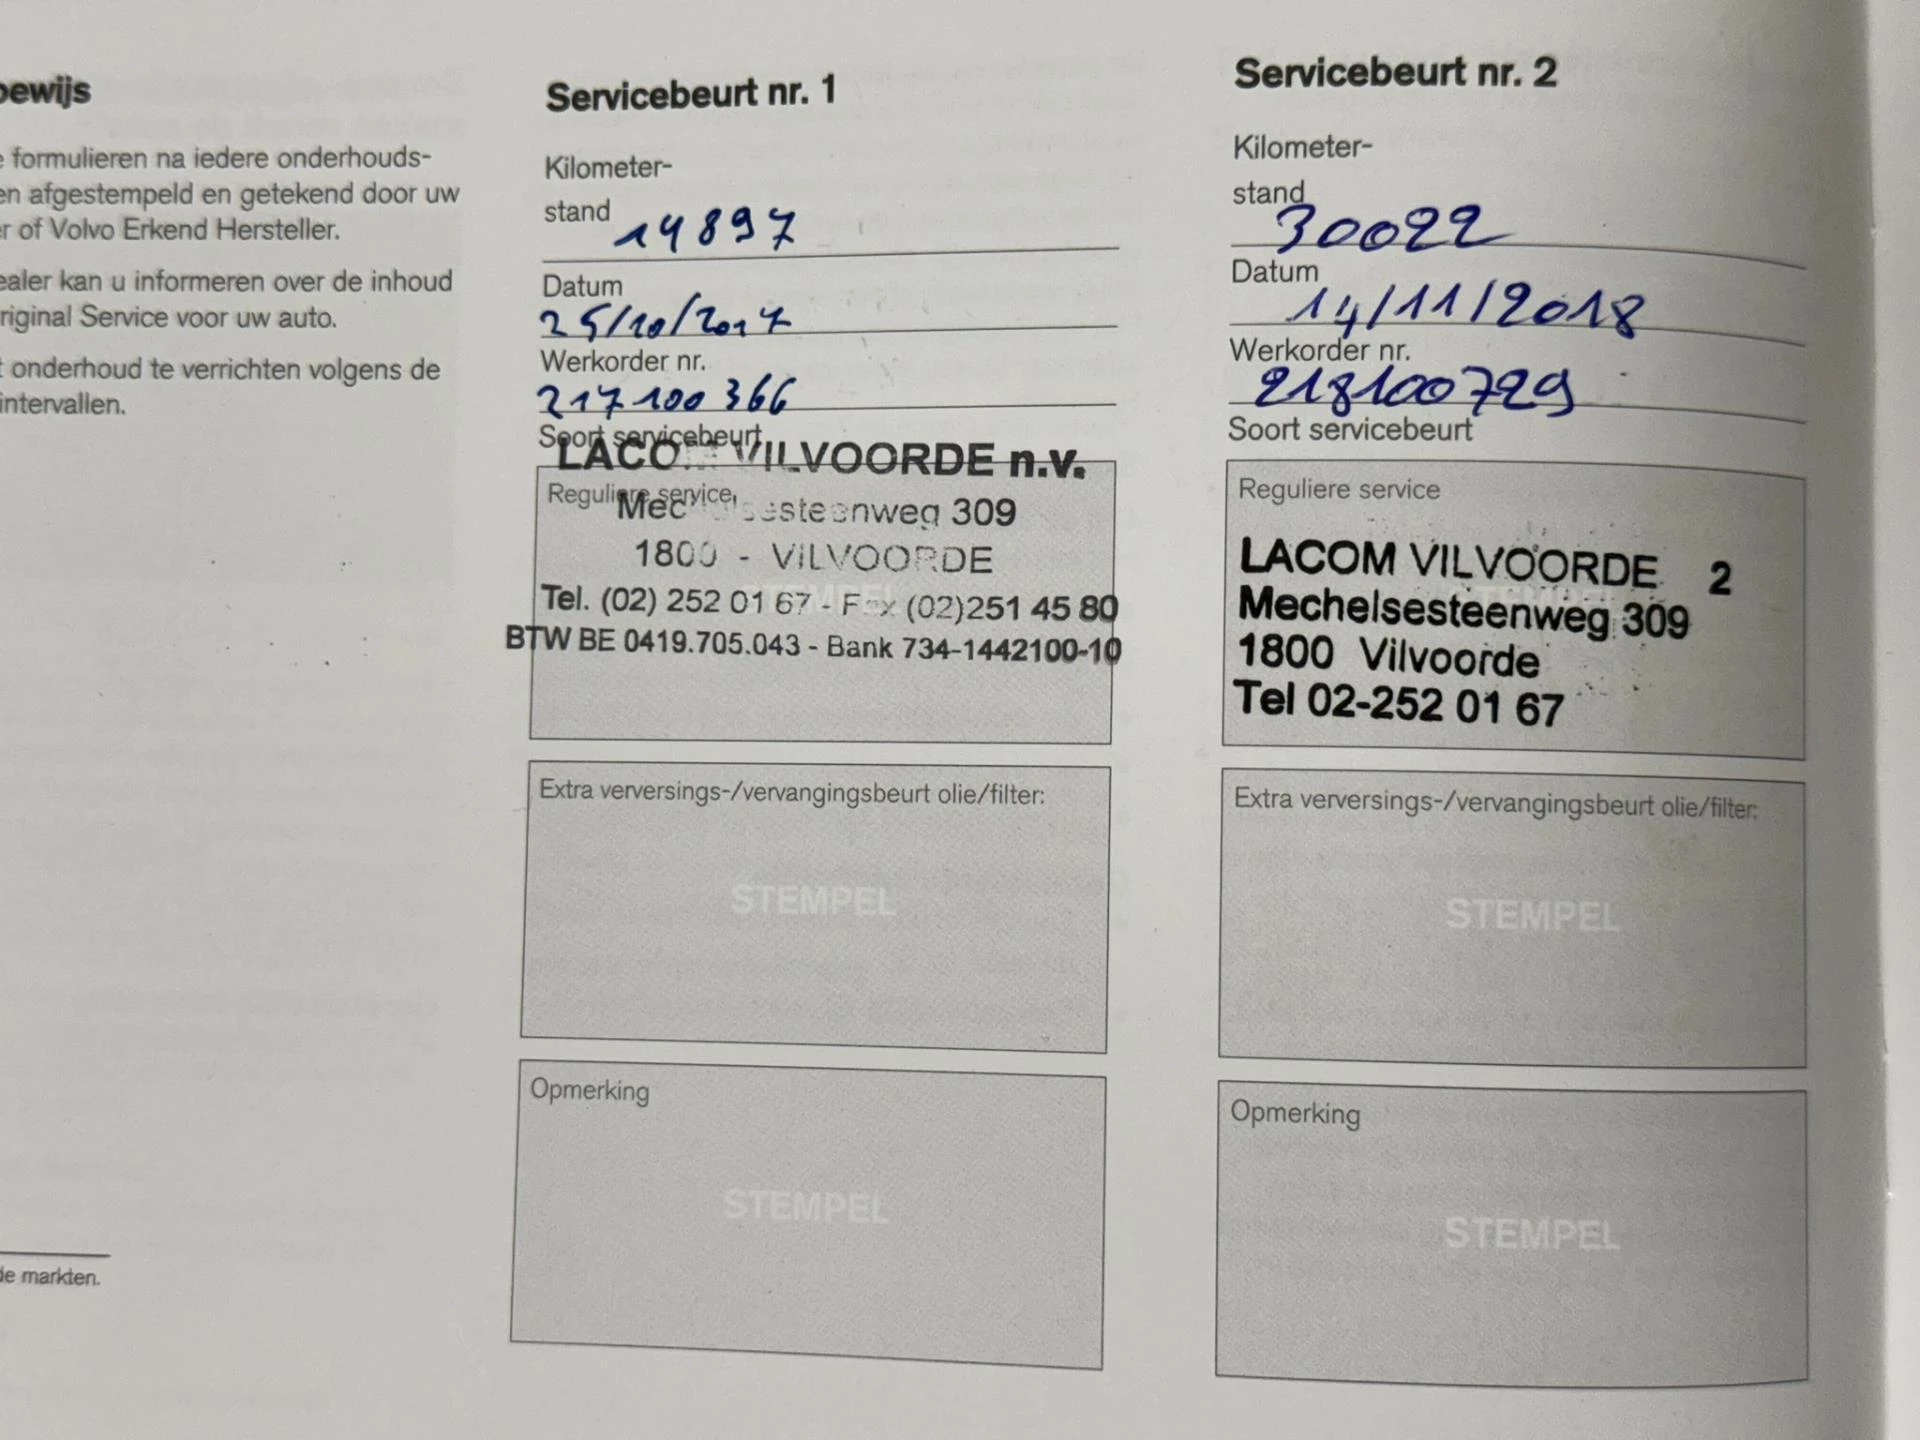 bewijs
formulieren na iedere onderhouds-
en afgestempeld en getekend door uw
of Volvo Erkend Hersteller.
ealer kan u informeren over de inhoud
riginal Service voor uw auto.
onderhoud te verrichten volgens de
intervallen.
de markten.
Servicebeurt nr. 1
Kilometer-
stand 14897
Datum
25/10/2017
Werkorder nr.
217100366
Soort servicebeurt
LACOM VILVOORDE n.v.
Reguliere service
Mechelsesteenweg 309
1800 - VILVOORDE
Tel. (02) 252 01 67 - Fax (02)251 45 80
BTW BE 0419.705.043 - Bank 734-1442100-10
Extra verversings-/vervangingsbeurt olie/filter:
STEMPEL
Opmerking
STEMPEL
Servicebeurt nr. 2
Kilometer-
stand 30022
Datum
14/11/2018
Werkorder nr.
218100729
Soort servicebeurt
Reguliere service
LACOM VILVOORDE 2
Mechelsesteenweg 309
1800 Vilvoorde
Tel 02-252 01 67
Extra verversings-/vervangingsbeurt olie/filter:
STEMPEL
Opmerking
STEMPEL